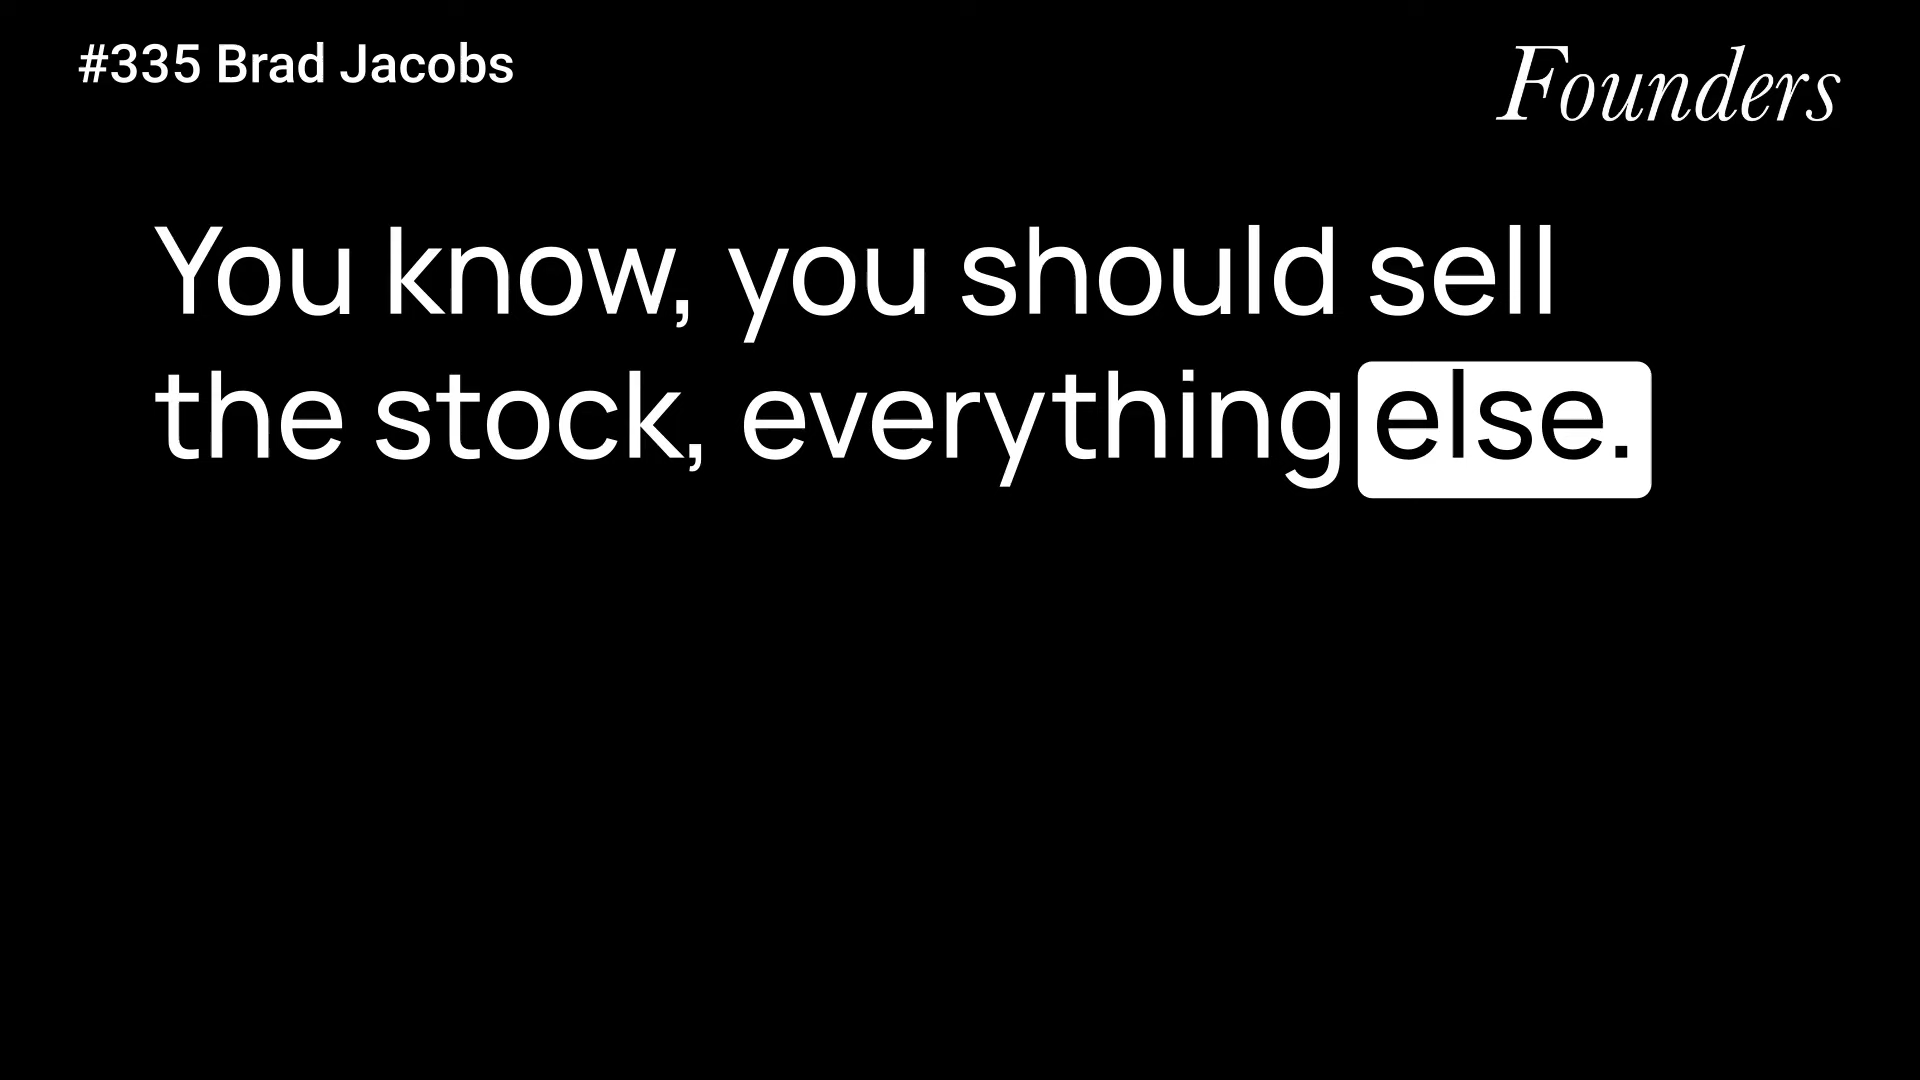 #335 Brad Jacobs
Founders
You know, you should sell
the stock, everything else.